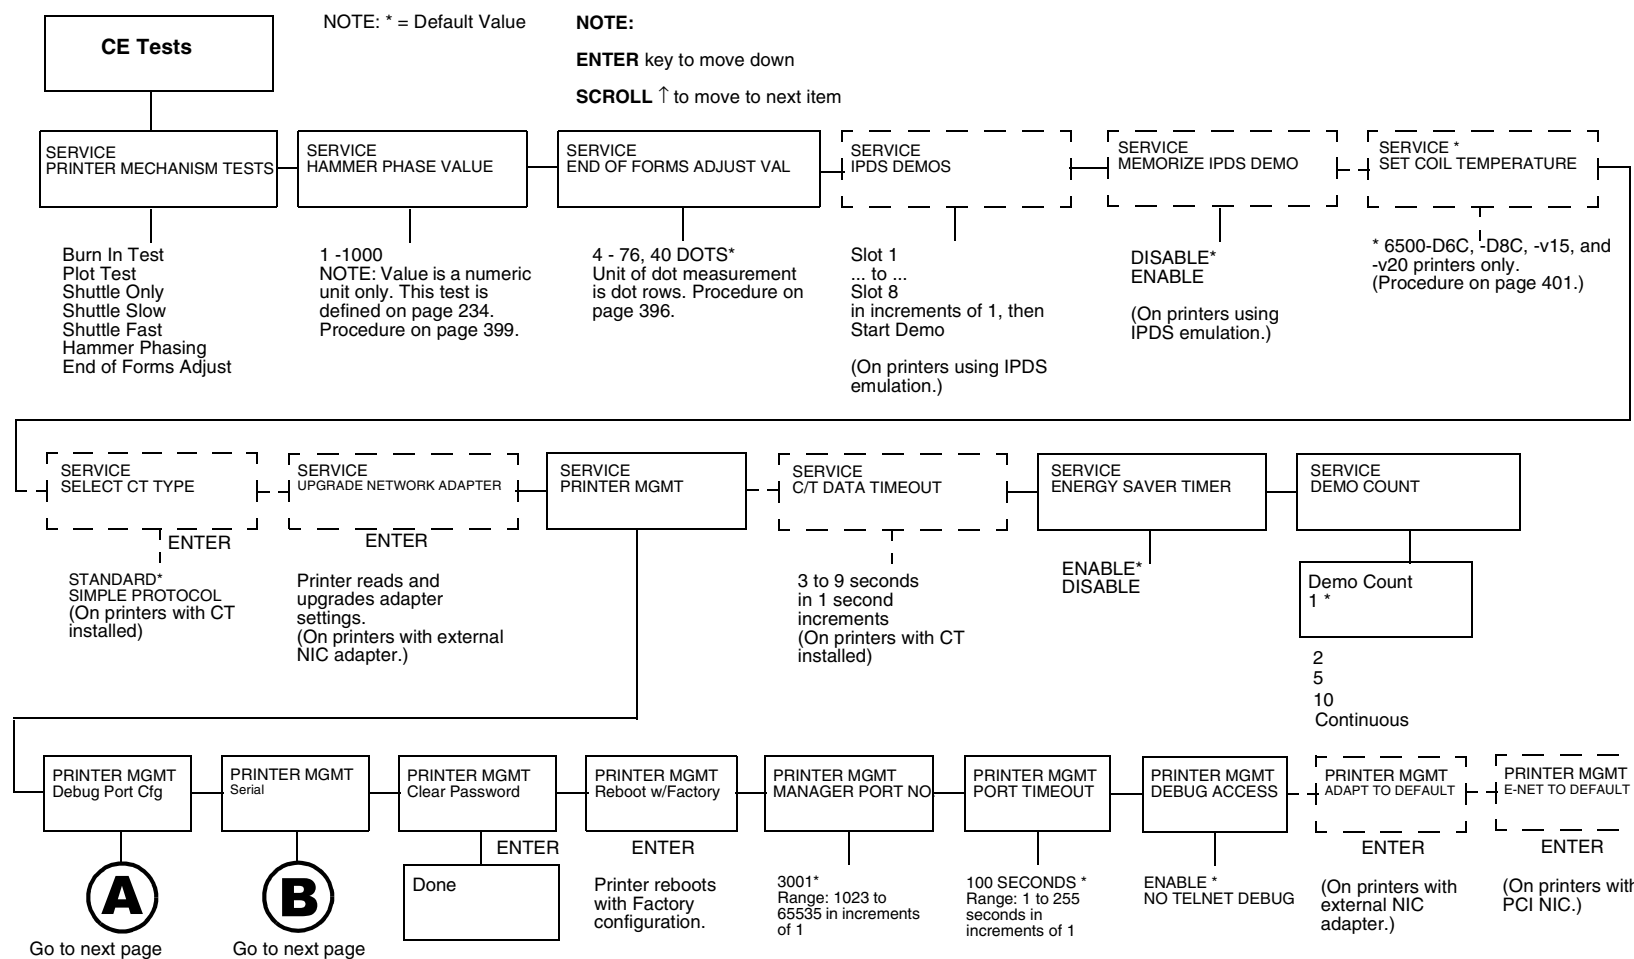 CE Tests
NOTE: * = Default Value
NOTE:
ENTER key to move down
SCROLL ↑ to move to next item
SERVICE
PRINTER MECHANISM TESTS
Burn In Test
Plot Test
Shuttle Only
Shuttle Slow
Shuttle Fast
Hammer Phasing
End of Forms Adjust
SERVICE
HAMMER PHASE VALUE
1 -1000
NOTE: Value is a numeric
unit only. This test is
defined on page 234.
Procedure on page 399.
SERVICE
END OF FORMS ADJUST VAL
4 - 76, 40 DOTS*
Unit of dot measurement
is dot rows. Procedure on
page 396.
SERVICE
IPDS DEMOS
Slot 1
... to ...
Slot 8
in increments of 1, then
Start Demo
(On printers using IPDS
emulation.)
SERVICE
MEMORIZE IPDS DEMO
DISABLE*
ENABLE
(On printers using
IPDS emulation.)
SERVICE *
SET COIL TEMPERATURE
* 6500-D6C, -D8C, -v15, and
-v20 printers only.
(Procedure on page 401.)
SERVICE
SELECT CT TYPE
ENTER
STANDARD*
SIMPLE PROTOCOL
(On printers with CT
installed)
SERVICE
UPGRADE NETWORK ADAPTER
ENTER
Printer reads and
upgrades adapter
settings.
(On printers with external
NIC adapter.)
SERVICE
PRINTER MGMT
SERVICE
C/T DATA TIMEOUT
3 to 9 seconds
in 1 second
increments
(On printers with CT
installed)
SERVICE
ENERGY SAVER TIMER
ENABLE*
DISABLE
SERVICE
DEMO COUNT
Demo Count
1 *
2
5
10
Continuous
PRINTER MGMT
Debug Port Cfg
A
Go to next page
PRINTER MGMT
Serial
B
Go to next page
PRINTER MGMT
Clear Password
ENTER
Done
PRINTER MGMT
Reboot w/Factory
ENTER
Printer reboots
with Factory
configuration.
PRINTER MGMT
MANAGER PORT NO
3001*
Range: 1023 to
65535 in increments
of 1
PRINTER MGMT
PORT TIMEOUT
100 SECONDS *
Range: 1 to 255
seconds in
increments of 1
PRINTER MGMT
DEBUG ACCESS
ENABLE *
NO TELNET DEBUG
PRINTER MGMT
ADAPT TO DEFAULT
ENTER
(On printers with
external NIC
adapter.)
PRINTER MGMT
E-NET TO DEFAULT
ENTER
(On printers with
PCI NIC.)